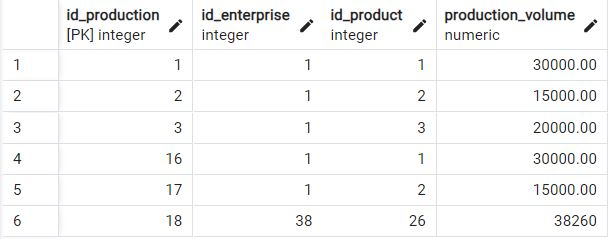 id_production id_enterprise id_product production_volume
[PK] integer integer integer numeric
1 1 1 1 30000.00
2 2 1 2 15000.00
3 3 1 3 20000.00
4 16 1 1 30000.00
5 17 1 2 15000.00
6 18 38 26 38260